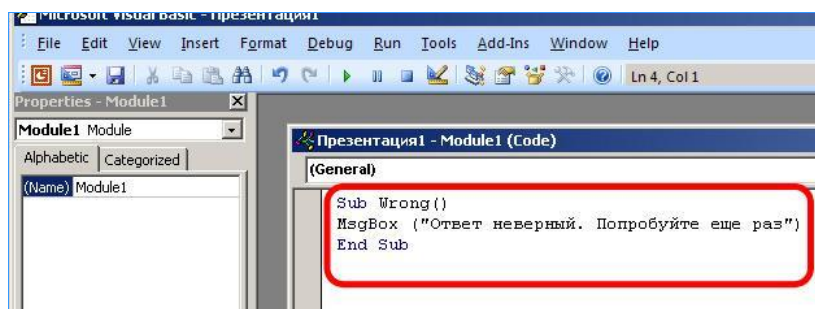 Microsoft Visual Basic - Презентация1
File Edit View Insert Format Debug Run Tools Add-Ins Window Help
Ln 4, Col 1
Properties - Module1
Module1 Module
Alphabetic Categorized
(Name) Module1
Презентация1 - Module1 (Code)
(General)
Sub Wrong()
MsgBox ("Ответ неверный. Попробуйте еще раз")
End Sub